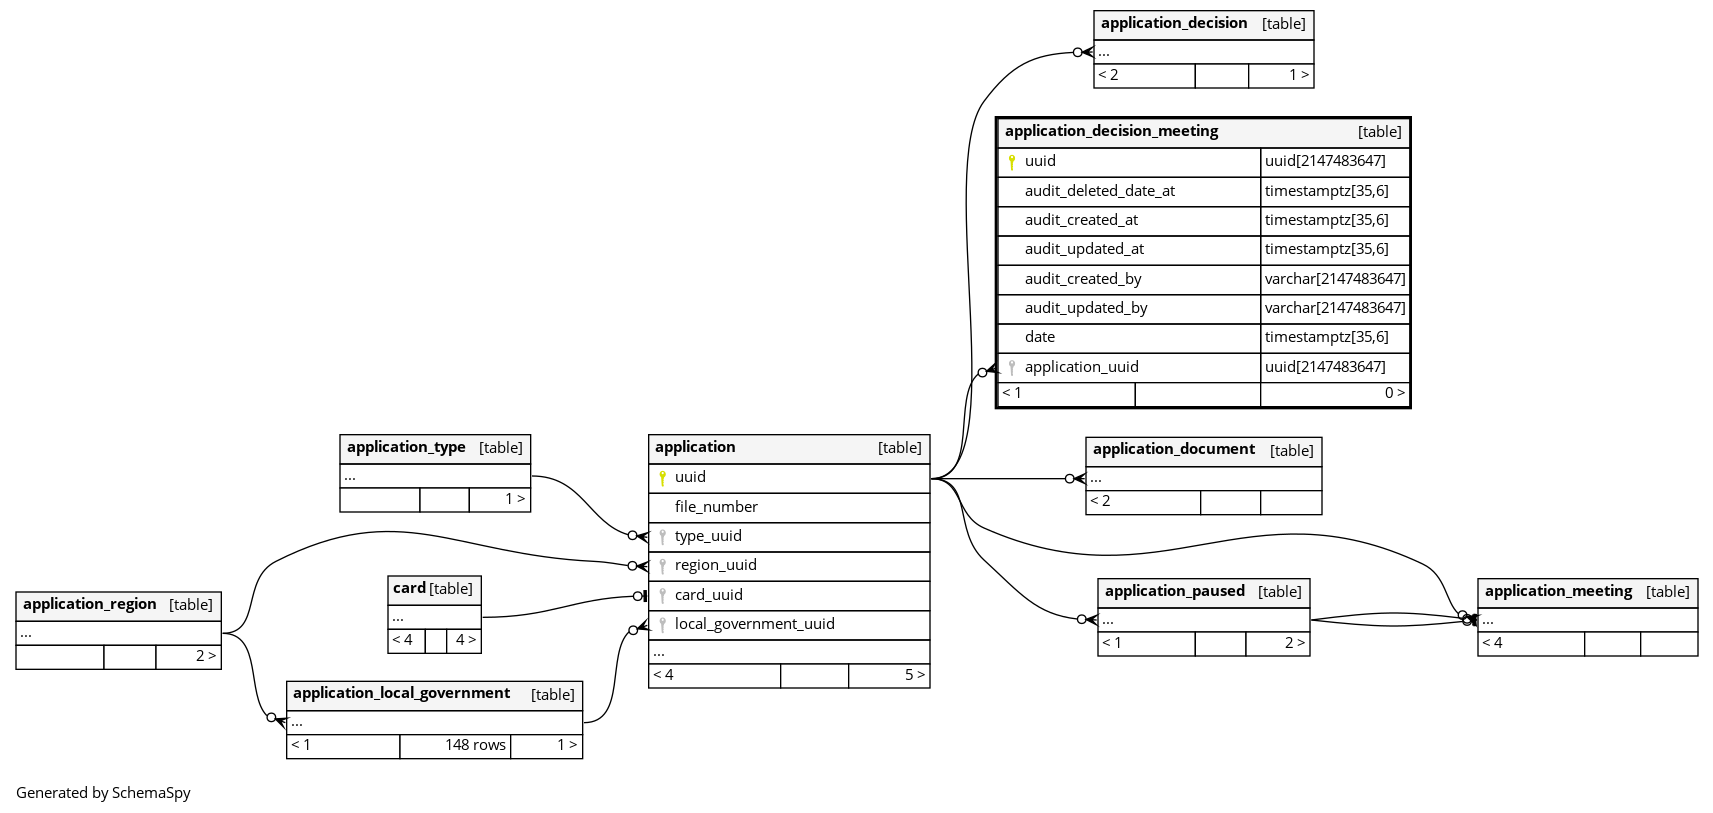 application_decision [table]
...
< 2 1 >
application_decision_meeting [table]
uuid uuid[2147483647]
audit_deleted_date_at timestamptz[35,6]
audit_created_at timestamptz[35,6]
audit_updated_at timestamptz[35,6]
audit_created_by varchar[2147483647]
audit_updated_by varchar[2147483647]
date timestamptz[35,6]
application_uuid uuid[2147483647]
< 1 0 >
application_type [table]
...
1 >
application [table]
uuid
file_number
type_uuid
region_uuid
card_uuid
local_government_uuid
...
< 4 5 >
application_document [table]
...
< 2
application_region [table]
...
2 >
card [table]
...
< 4 4 >
application_paused [table]
...
< 1 2 >
application_meeting [table]
...
< 4
application_local_government [table]
...
< 1 148 rows 1 >
Generated by SchemaSpy